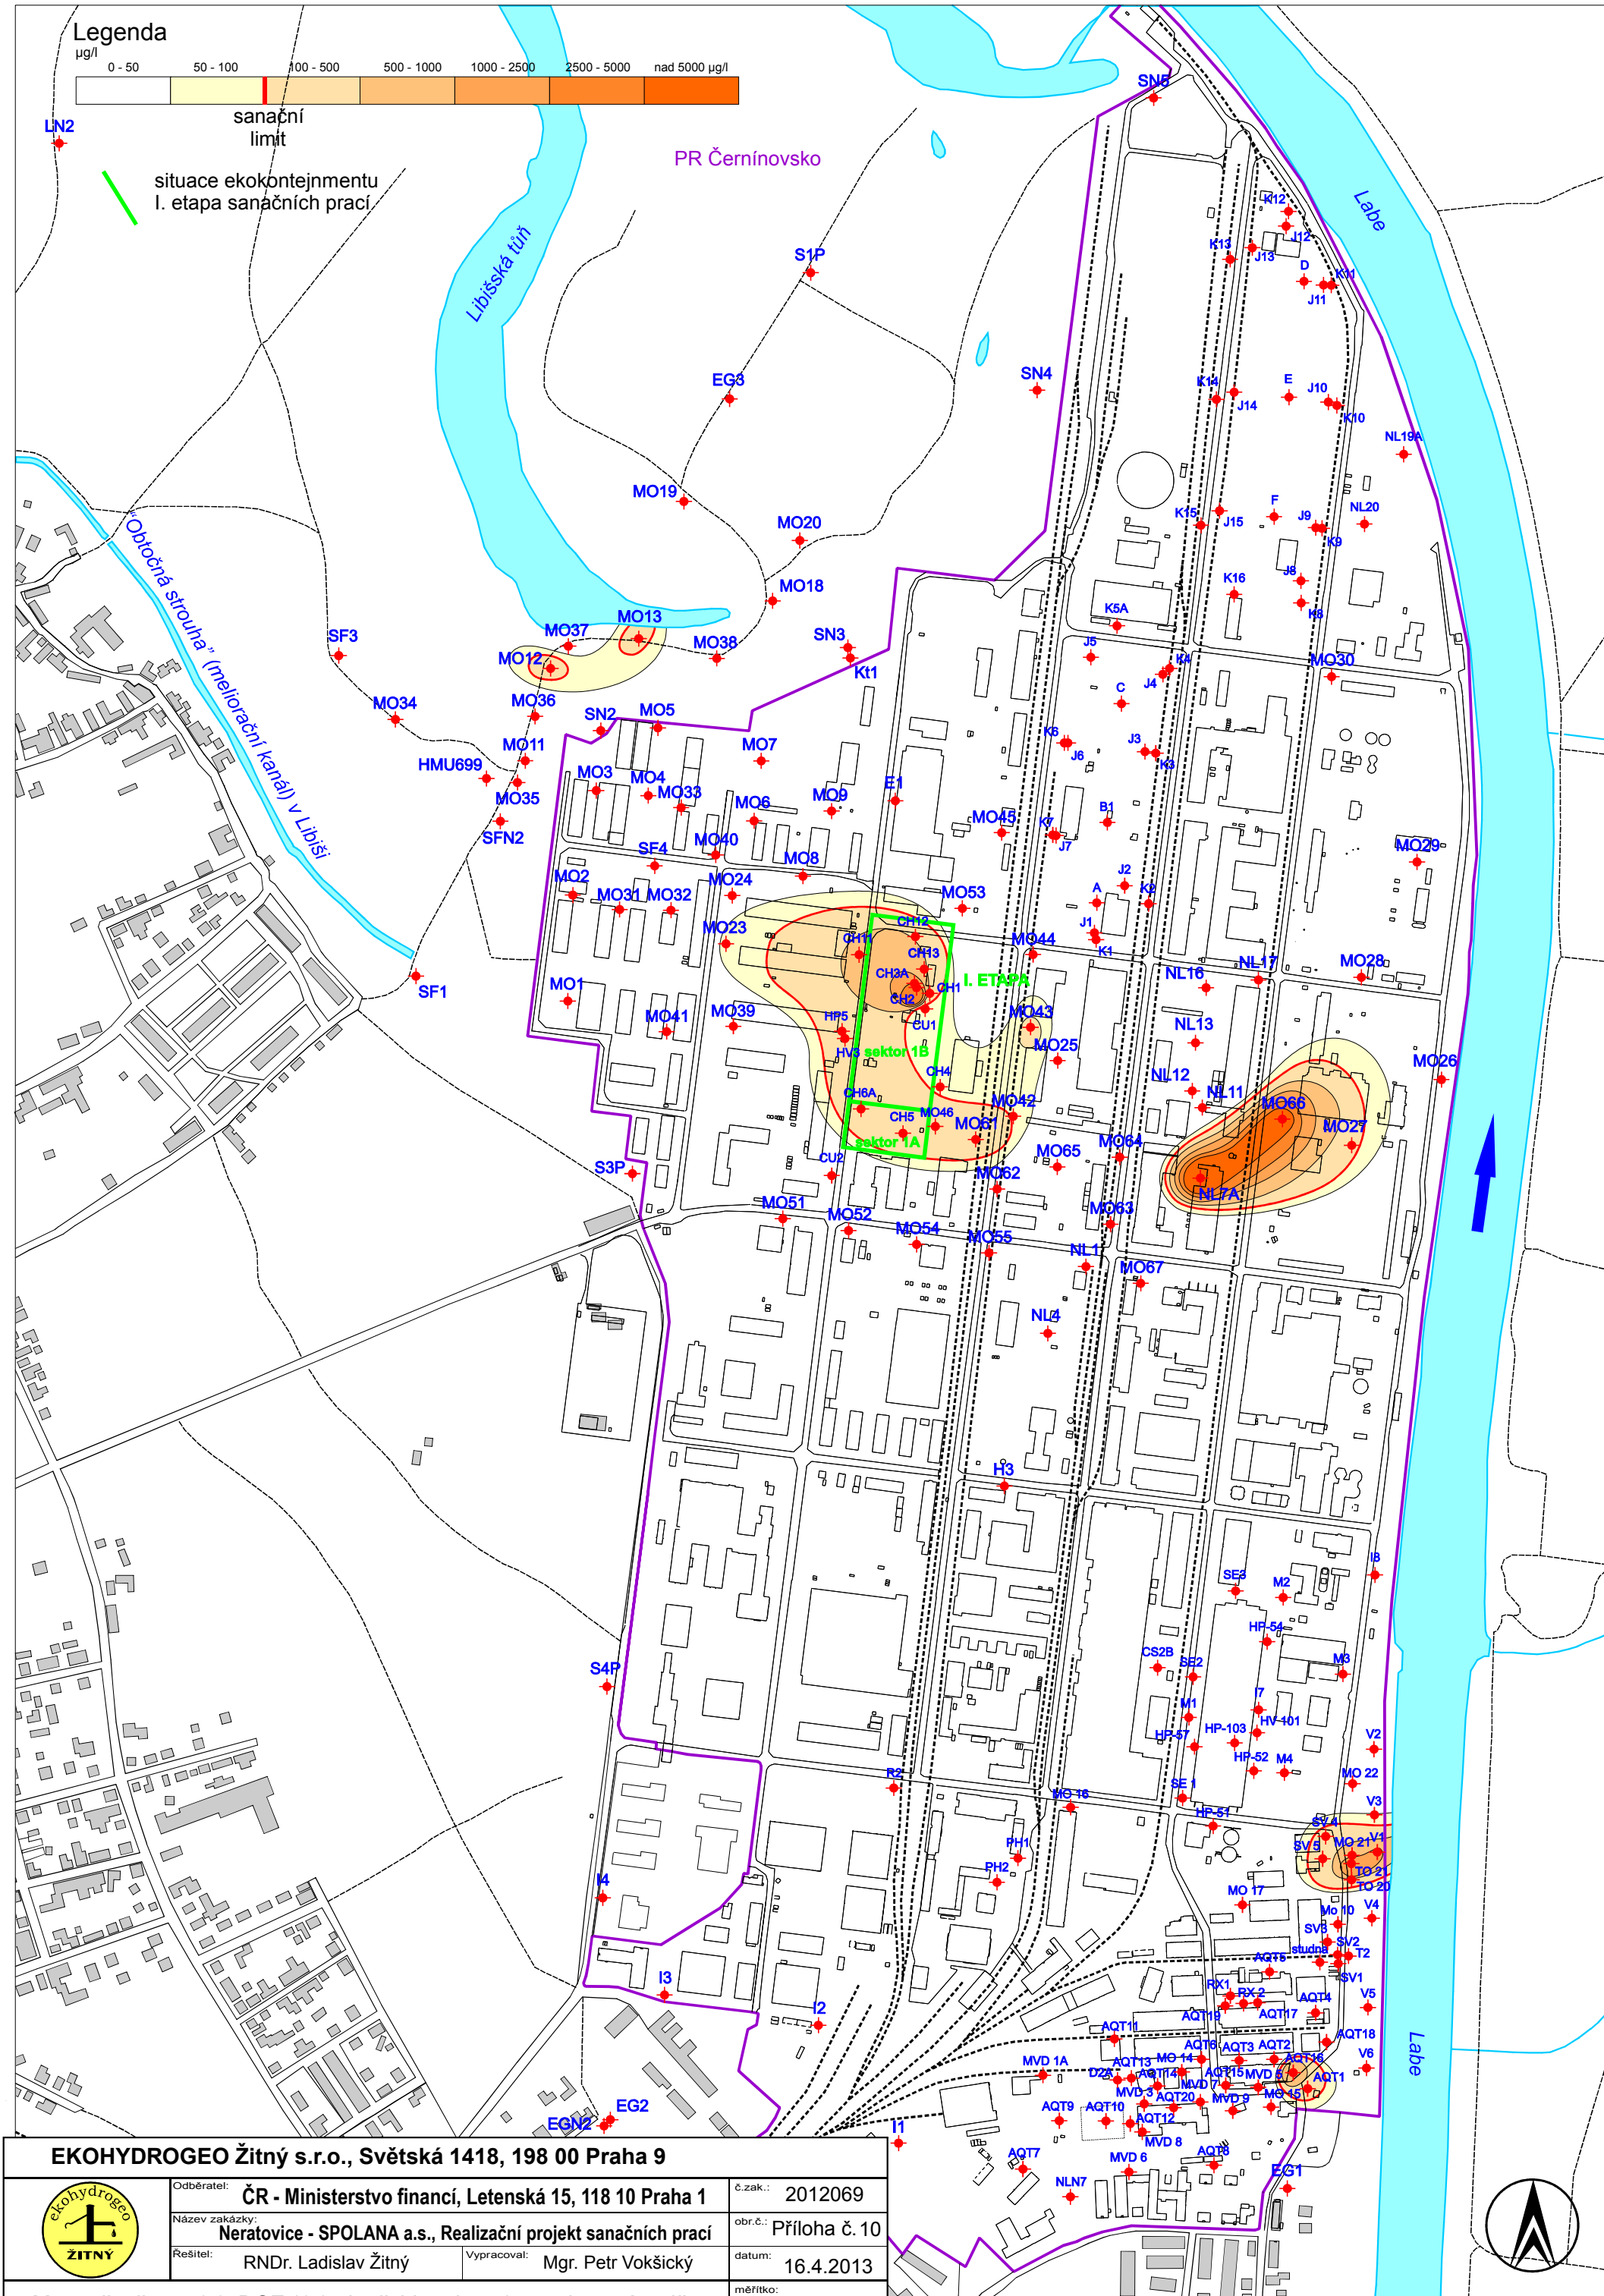 Legenda
µg/l
0 - 50
50 - 100
100 - 500
500 - 1000
1000 -2500
2500 - 5000
nad 5000 µg/l
sanační
limit
situace ekokontejnmentu
I. etapa sanačních prací
PR Černínovsko
Libišská tůň
Labe
"Obtočná strouha" (meliorační kanál) v Libiši
LN2
SN5
K12
J12
K13
J13
D
K11
J11
S1P
EG3
SN4
K14
J14
E
J10
K10
NL19A
MO19
MO20
K15
J15
F
J9
K9
NL20
MO18
K16
J8
K8
MO37
MO13
MO38
SN3
Kt1
K5A
SF3
MO12
J5
K4
J4
MO30
MO34
MO36
SN2
MO5
C
HMU699
MO11
MO7
K6
J6
J3
K3
MO35
MO3
MO4
MO33
MO6
MO9
E1
SFN2
MO45
K7
J7
B1
SF4
MO40
MO8
MO29
MO2
MO31
MO32
MO24
MO53
A
J2
K2
MO23
CH12
J1
K1
CH11
CH13
MO44
SF1
MO1
CH3A
CH1
CH2
I. ETAPA
NL16
NL17
MO28
MO41
MO39
HP5
CU1
MO43
NL13
HV3
sektor 1B
MO25
MO26
CH4
NL12
NL11
CH6A
MO42
MO66
CH5
MO46
MO61
MO27
sektor 1A
MO65
MO64
S3P
CU2
MO62
NL7A
MO51
MO52
MO54
MO55
MO63
NL1
MO67
NL4
H3
I8
SE3
M2
HP-54
S4P
CS2B
SE2
M3
M1
I7
HP-57
HP-103
HV-101
V2
HP-52
M4
R2
MO 16
SE 1
MO 22
HP-51
V3
SV 4
PH1
SV 5
MO 21
V1
TO 21
TO 20
PH2
I4
MO 17
Mo 10
V4
SV3
SV2
studna
T2
AQT5
SV1
I3
RX1
RX 2
AQT19
AQT17
AQT4
V5
I2
AQT11
AQT18
Labe
AQT6
AQT3
AQT2
MVD 1A
AQT13
MO 14
AQT16
V6
D2A
AQT14
AQT15
MVD 5
AQT1
MVD 3
MVD 7
AQT20
MVD 9
MO 15
EG2
EGN2
AQT9
AQT10
AQT12
I1
MVD 8
AQT7
MVD 6
AQT8
EG1
NLN7
EKOHYDROGEO Žitný s.r.o., Světská 1418, 198 00 Praha 9
ekohydrogeo
ŽITNÝ
Odběratel:
ČR - Ministerstvo financí, Letenská 15, 118 10 Praha 1
č.zak.:
2012069
Název zakázky:
Neratovice - SPOLANA a.s., Realizační projekt sanačních prací
obr.č.:
Příloha č.10
Řešitel:
RNDr. Ladislav Žitný
Vypracoval:
Mgr. Petr Vokšický
datum:
16.4.2013
měřítko: